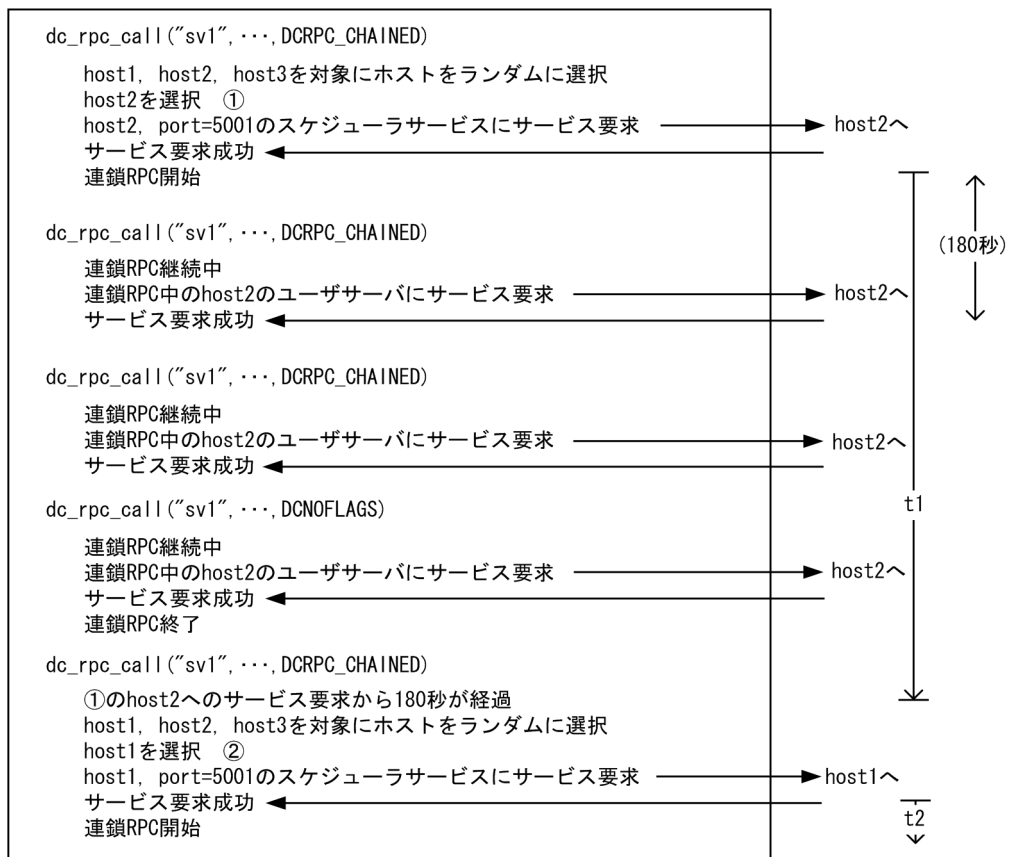 dc_rpc_call("sv1",･･･,DCRPC_CHAINED)
host1, host2, host3を対象にホストをランダムに選択
host2を選択 ①
host2, port=5001のスケジューラサービスにサービス要求
host2へ
サービス要求成功
連鎖RPC開始
dc_rpc_call("sv1",･･･,DCRPC_CHAINED)
(180秒)
連鎖RPC継続中
連鎖RPC中のhost2のユーザサーバにサービス要求
host2へ
サービス要求成功
dc_rpc_call("sv1",･･･,DCRPC_CHAINED)
連鎖RPC継続中
連鎖RPC中のhost2のユーザサーバにサービス要求
host2へ
サービス要求成功
dc_rpc_call("sv1",･･･,DCNOFLAGS)
t1
連鎖RPC継続中
連鎖RPC中のhost2のユーザサーバにサービス要求
host2へ
サービス要求成功
連鎖RPC終了
dc_rpc_call("sv1",･･･,DCRPC_CHAINED)
①のhost2へのサービス要求から180秒が経過
host1, host2, host3を対象にホストをランダムに選択
host1を選択 ②
host1, port=5001のスケジューラサービスにサービス要求
host1へ
サービス要求成功
t2
連鎖RPC開始